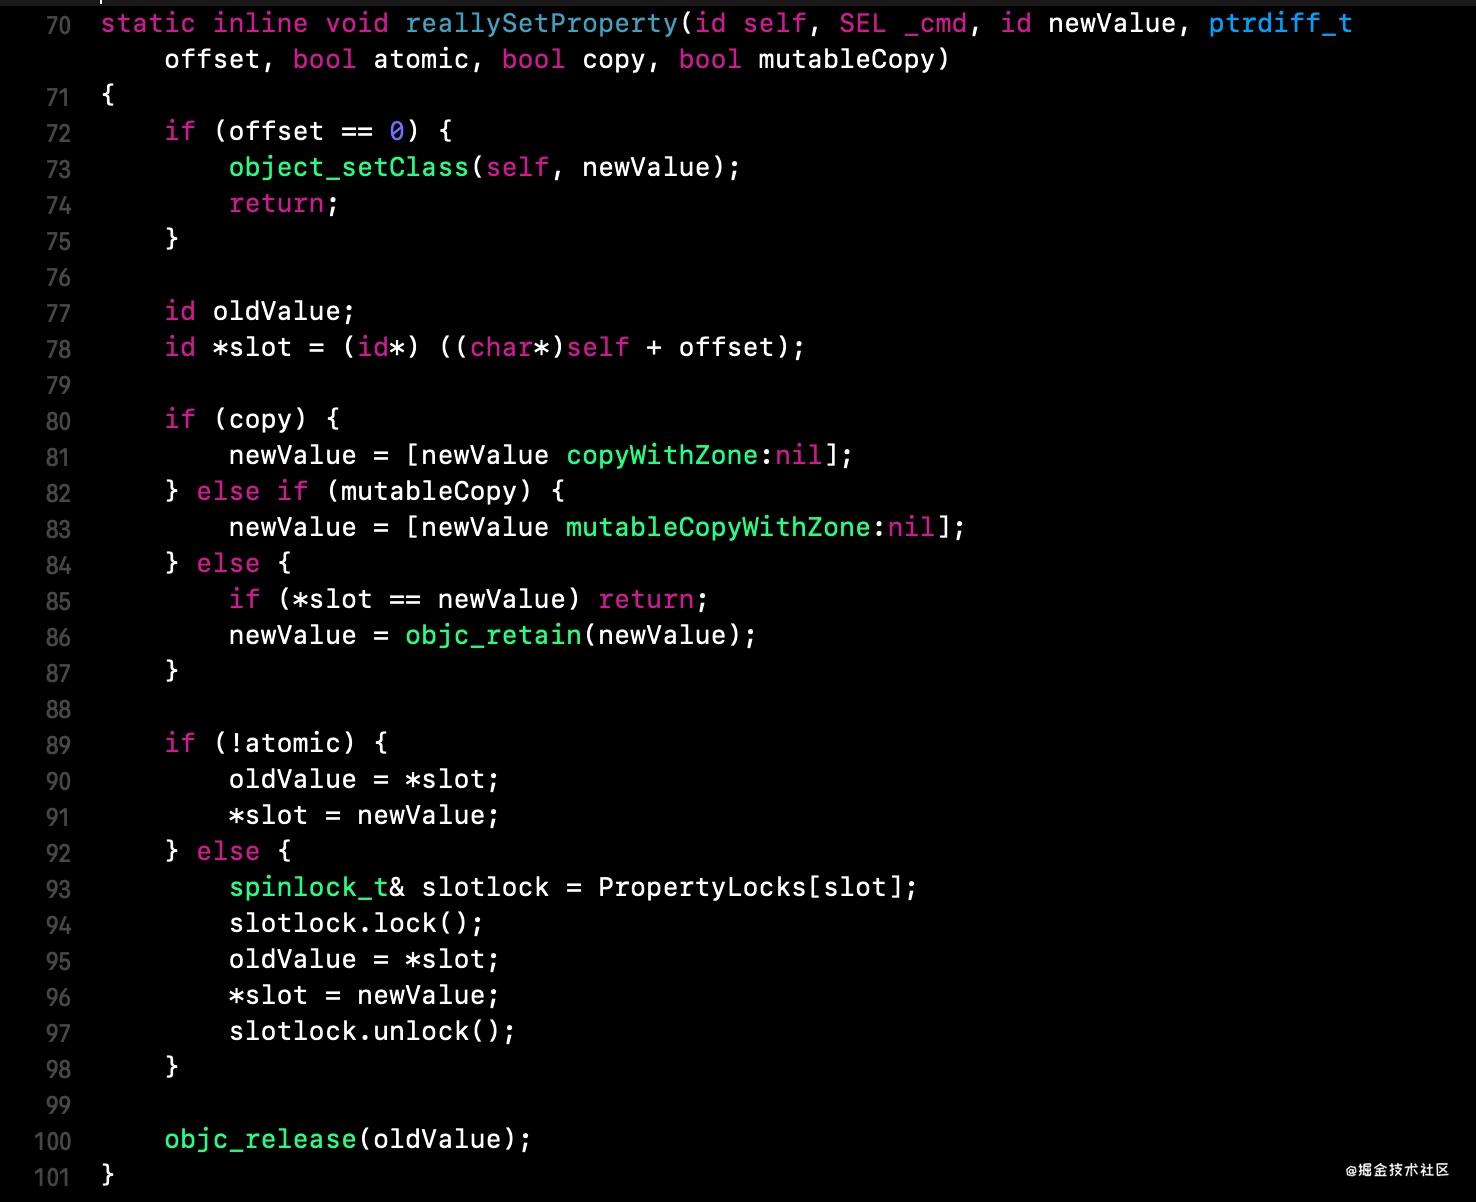 70 static inline void reallySetProperty(id self, SEL _cmd, id newValue, ptrdiff_t
offset, bool atomic, bool copy, bool mutableCopy)
71 {
72     if (offset == 0) {
73         object_setClass(self, newValue);
74         return;
75     }
76
77     id oldValue;
78     id *slot = (id*) ((char*)self + offset);
79
80     if (copy) {
81         newValue = [newValue copyWithZone:nil];
82     } else if (mutableCopy) {
83         newValue = [newValue mutableCopyWithZone:nil];
84     } else {
85         if (*slot == newValue) return;
86         newValue = objc_retain(newValue);
87     }
88
89     if (!atomic) {
90         oldValue = *slot;
91         *slot = newValue;
92     } else {
93         spinlock_t& slotlock = PropertyLocks[slot];
94         slotlock.lock();
95         oldValue = *slot;
96         *slot = newValue;
97         slotlock.unlock();
98     }
99
100     objc_release(oldValue);
101 }
@掘金技术社区